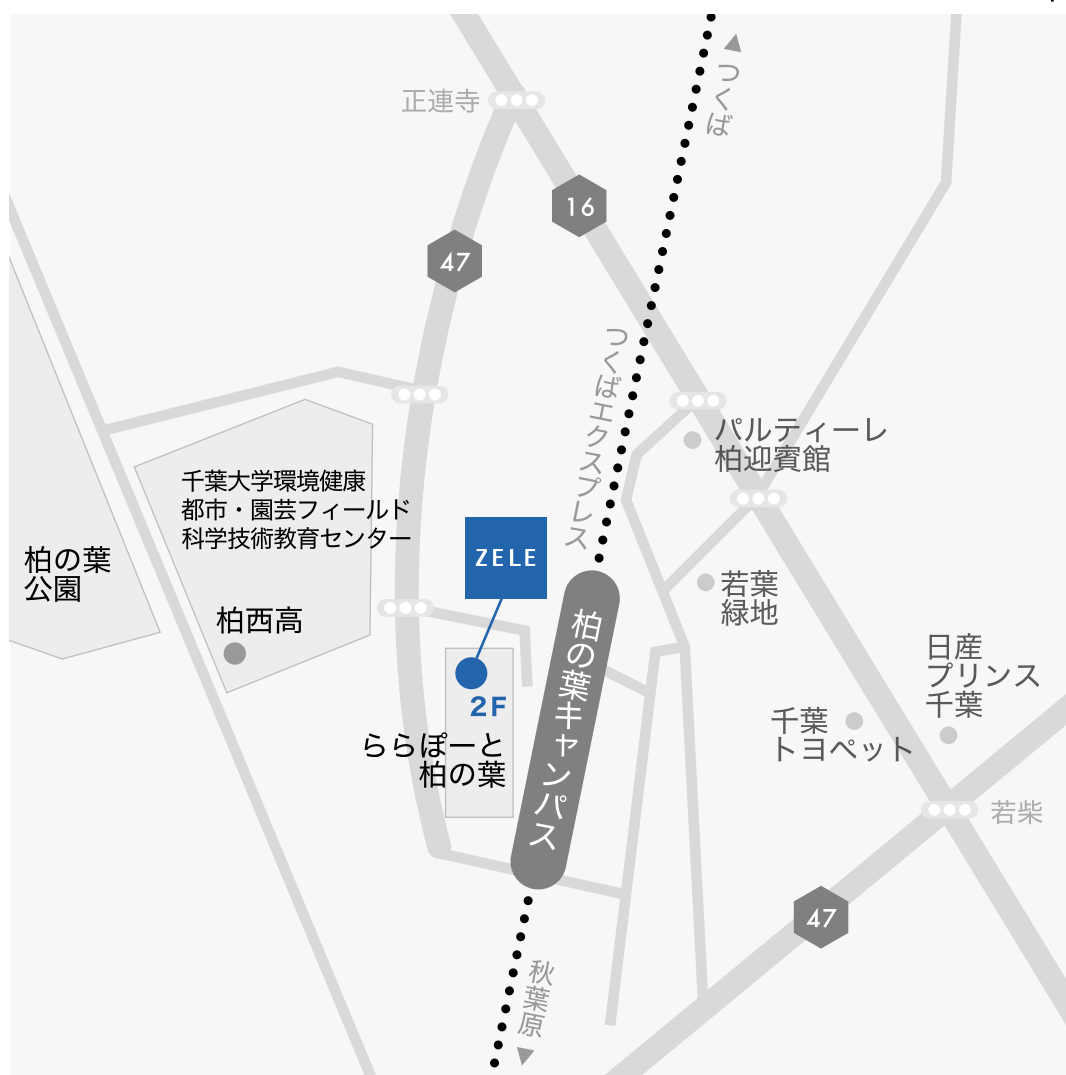 つくば
正連寺
16
47
つくばエクスプレス
パルティーレ
柏迎賓館
千葉大学環境健康
都市・園芸フィールド
科学技術教育センター
柏の葉
公園
ZELE
若葉
緑地
柏西高
柏の葉キャンパス
日産
プリンス
千葉
2F
千葉
トヨペット
ららぽーと
柏の葉
若柴
47
秋葉原